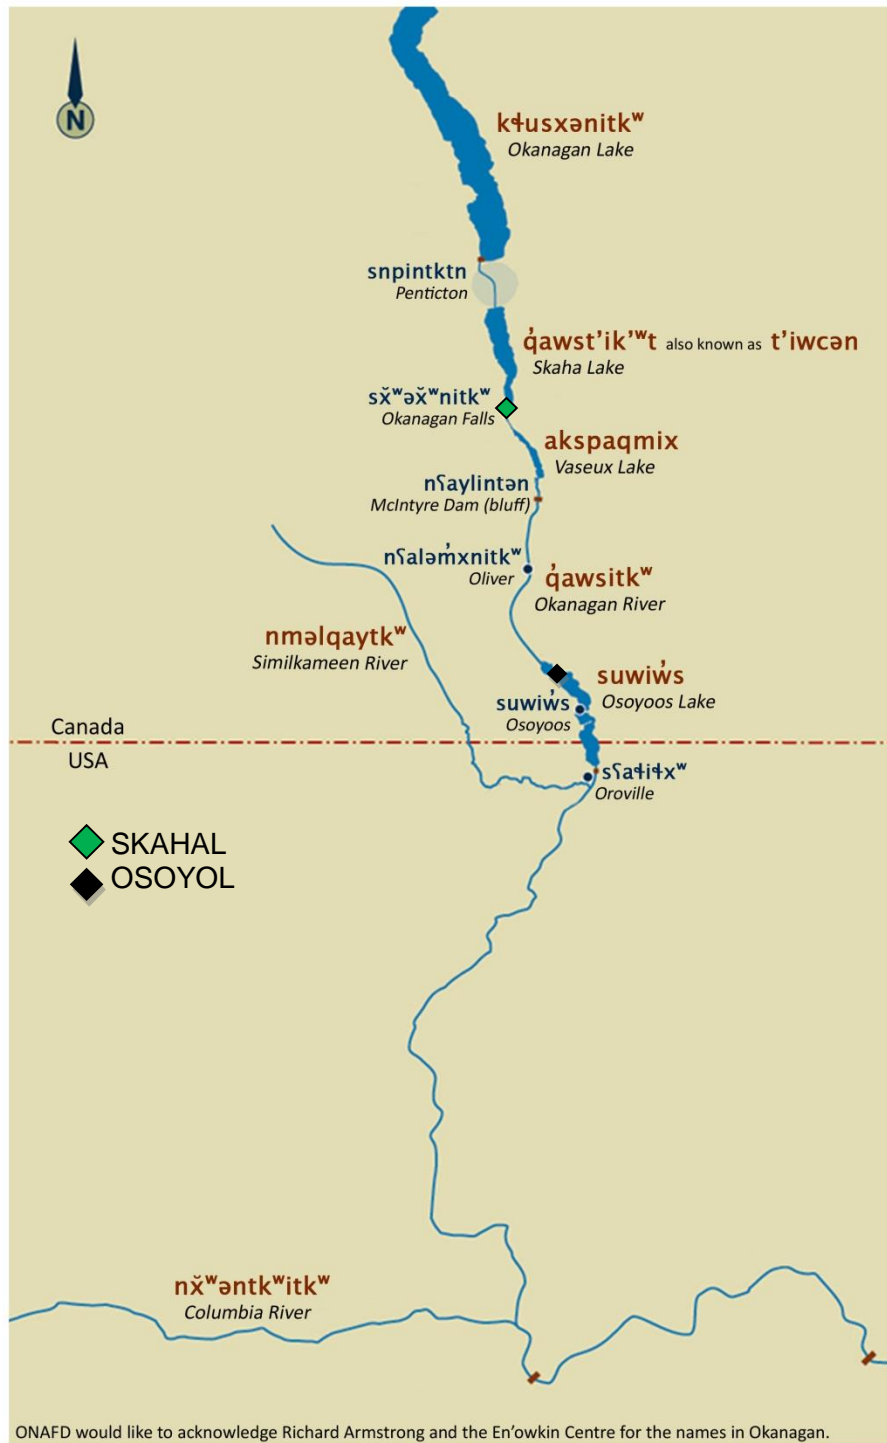 N
kɬusxənitkʷ
Okanagan Lake
snpintktn
Penticton
q̓awst’ik’ʷt also known as t’iwcən
Skaha Lake
sx̌ʷəx̌ʷnitkʷ
Okanagan Falls
akspaqmix
Vaseux Lake
nʕaylintən
McIntyre Dam (bluff)
nʕaləm̓xnitkʷ
Oliver
q̓awsitkʷ
Okanagan River
nməlqaytkʷ
Similkameen River
suwiw̓s
Osoyoos Lake
suwiw̓s
Osoyoos
Canada
USA
sʕaɬiɬxʷ
Oroville
SKAHAL
OSOYOL
nx̌ʷəntkʷitkʷ
Columbia River
ONAFD would like to acknowledge Richard Armstrong and the En’owkin Centre for the names in Okanagan.